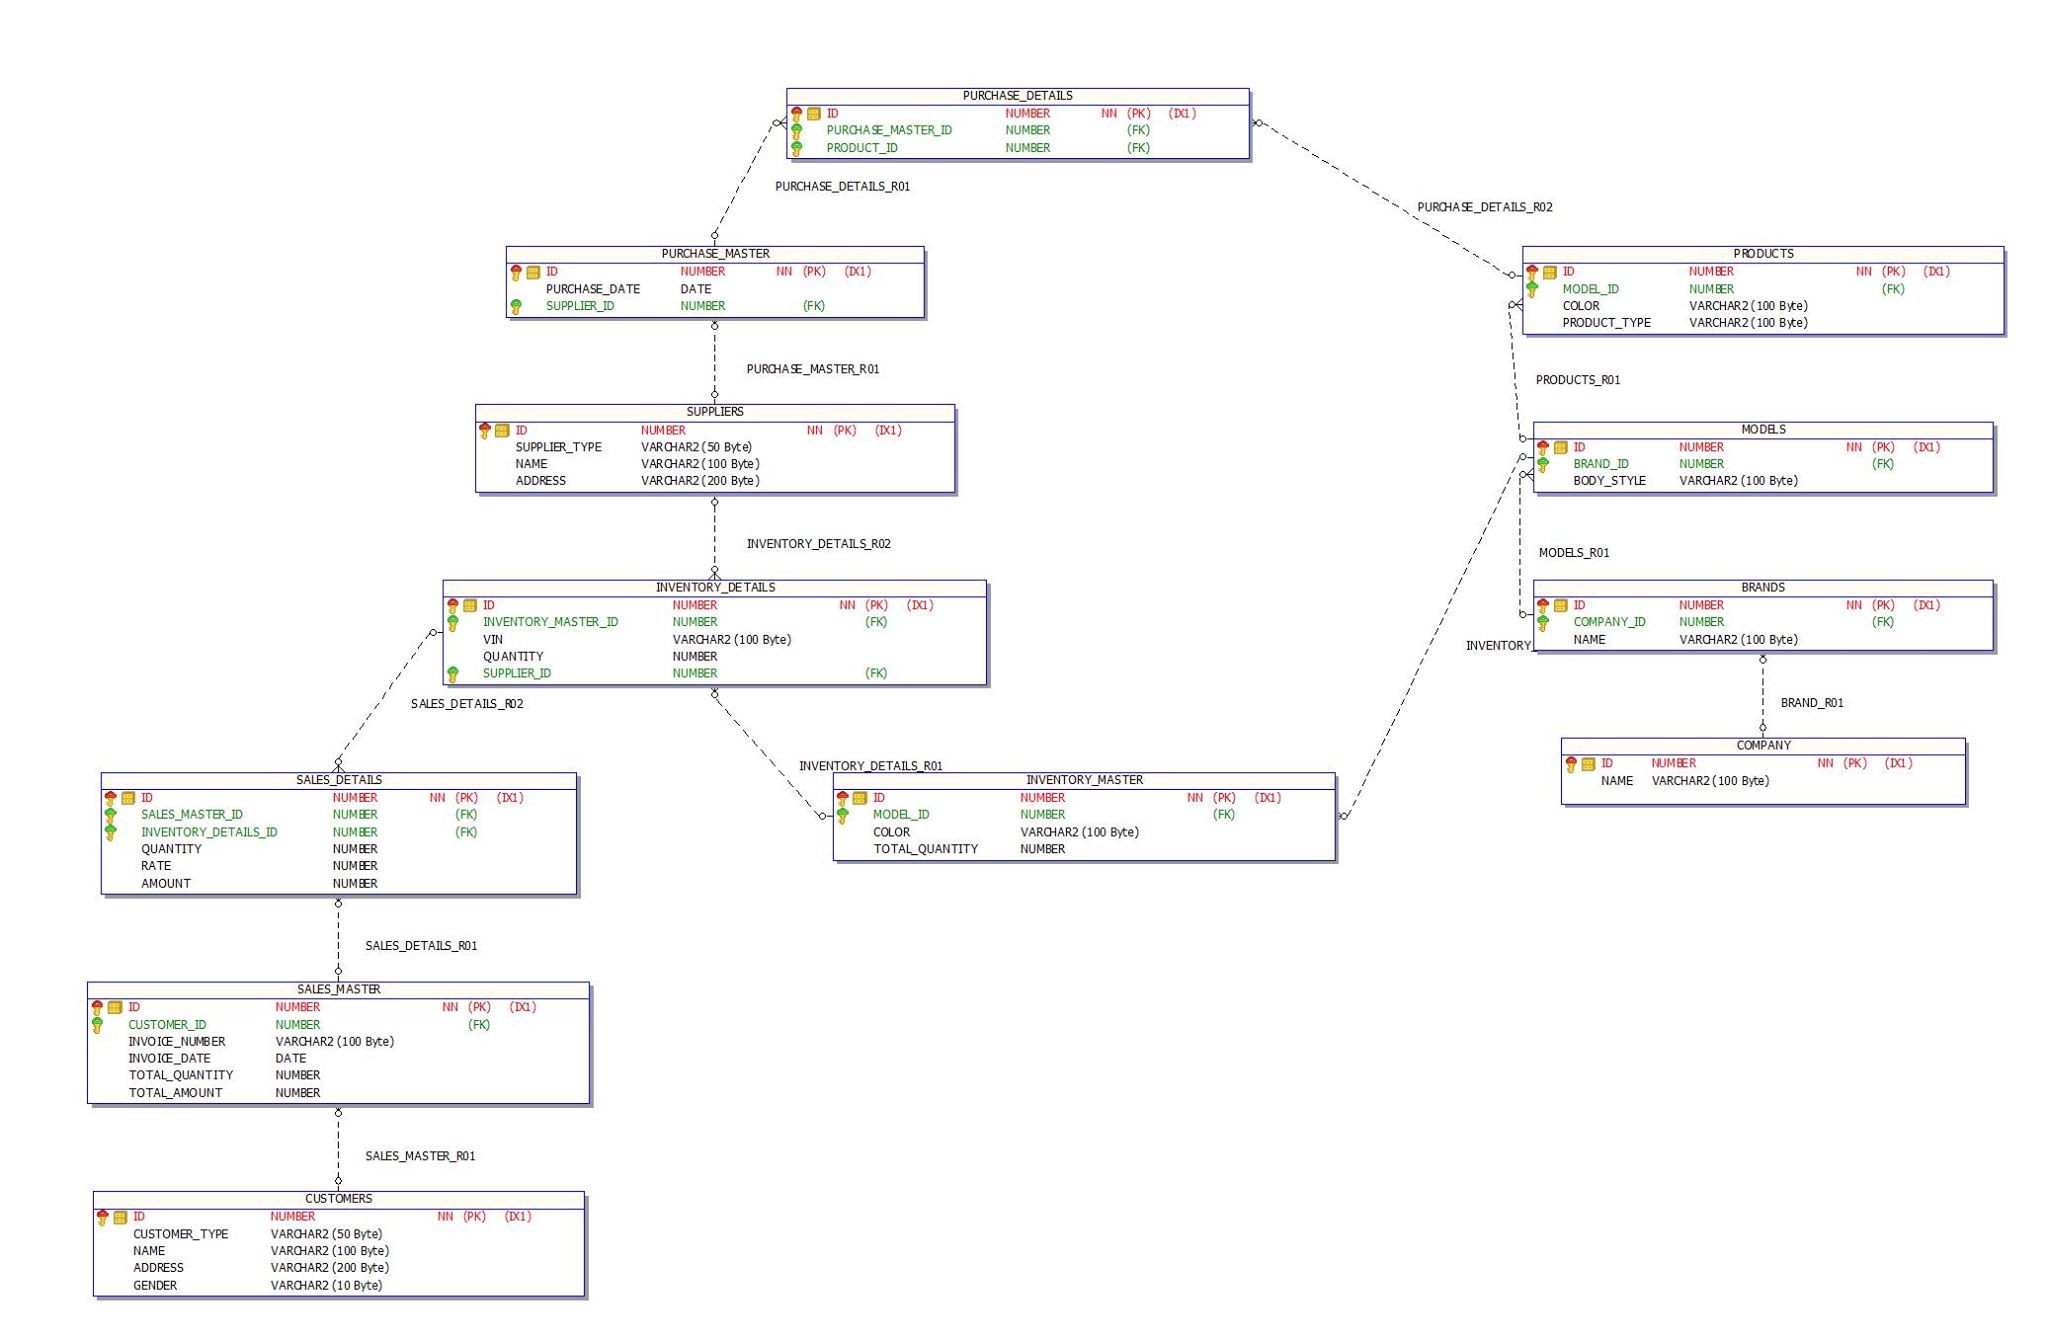 PURCHASE_DETAILS
ID NUMBER NN (PK) (IX1)
PURCHASE_MASTER_ID NUMBER (FK)
PRODUCT_ID NUMBER (FK)
PURCHASE_DETAILS_R01
PURCHASE_DETAILS_R02
PURCHASE_MASTER
ID NUMBER NN (PK) (IX1)
PURCHASE_DATE DATE
SUPPLIER_ID NUMBER (FK)
PRODUCTS
ID NUMBER NN (PK) (IX1)
MODEL_ID NUMBER (FK)
COLOR VARCHAR2 (100 Byte)
PRODUCT_TYPE VARCHAR2 (100 Byte)
PURCHASE_MASTER_R01
PRODUCTS_R01
SUPPLIERS
ID NUMBER NN (PK) (IX1)
SUPPLIER_TYPE VARCHAR2 (50 Byte)
NAME VARCHAR2 (100 Byte)
ADDRESS VARCHAR2 (200 Byte)
MODELS
ID NUMBER NN (PK) (IX1)
BRAND_ID NUMBER (FK)
BODY_STYLE VARCHAR2 (100 Byte)
INVENTORY_DETAILS_R02
MODELS_R01
INVENTORY_DETAILS
ID NUMBER NN (PK) (IX1)
INVENTORY_MASTER_ID NUMBER (FK)
VIN VARCHAR2 (100 Byte)
QUANTITY NUMBER
SUPPLIER_ID NUMBER (FK)
BRANDS
ID NUMBER NN (PK) (IX1)
COMPANY_ID NUMBER (FK)
NAME VARCHAR2 (100 Byte)
INVENTORY_
SALES_DETAILS_R02
BRAND_R01
INVENTORY_DETAILS_R01
COMPANY
ID NUMBER NN (PK) (IX1)
NAME VARCHAR2 (100 Byte)
SALES_DETAILS
ID NUMBER NN (PK) (IX1)
SALES_MASTER_ID NUMBER (FK)
INVENTORY_DETAILS_ID NUMBER (FK)
QUANTITY NUMBER
RATE NUMBER
AMOUNT NUMBER
INVENTORY_MASTER
ID NUMBER NN (PK) (IX1)
MODEL_ID NUMBER (FK)
COLOR VARCHAR2 (100 Byte)
TOTAL_QUANTITY NUMBER
SALES_DETAILS_R01
SALES_MASTER
ID NUMBER NN (PK) (IX1)
CUSTOMER_ID NUMBER (FK)
INVOICE_NUMBER VARCHAR2 (100 Byte)
INVOICE_DATE DATE
TOTAL_QUANTITY NUMBER
TOTAL_AMOUNT NUMBER
SALES_MASTER_R01
CUSTOMERS
ID NUMBER NN (PK) (IX1)
CUSTOMER_TYPE VARCHAR2 (50 Byte)
NAME VARCHAR2 (100 Byte)
ADDRESS VARCHAR2 (200 Byte)
GENDER VARCHAR2 (10 Byte)